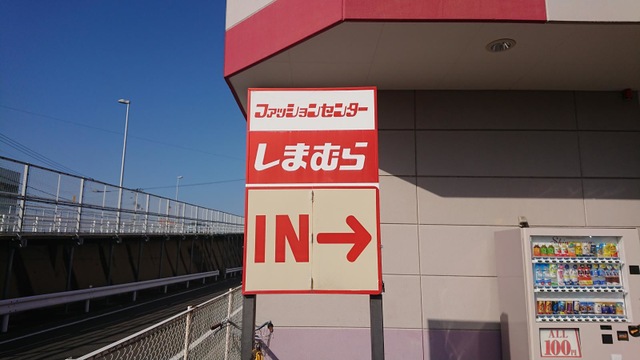 ファッションセンター
しまむら
IN→
ALL
100円